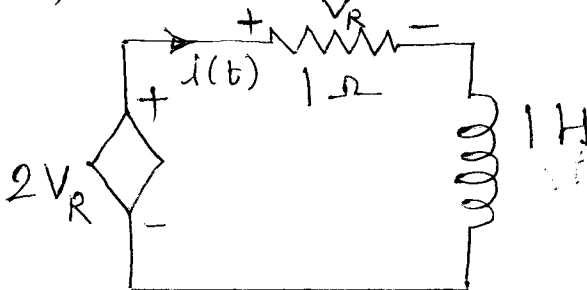 + V_R -
i(t) 1 Ω
+
2V_R
-
1 H